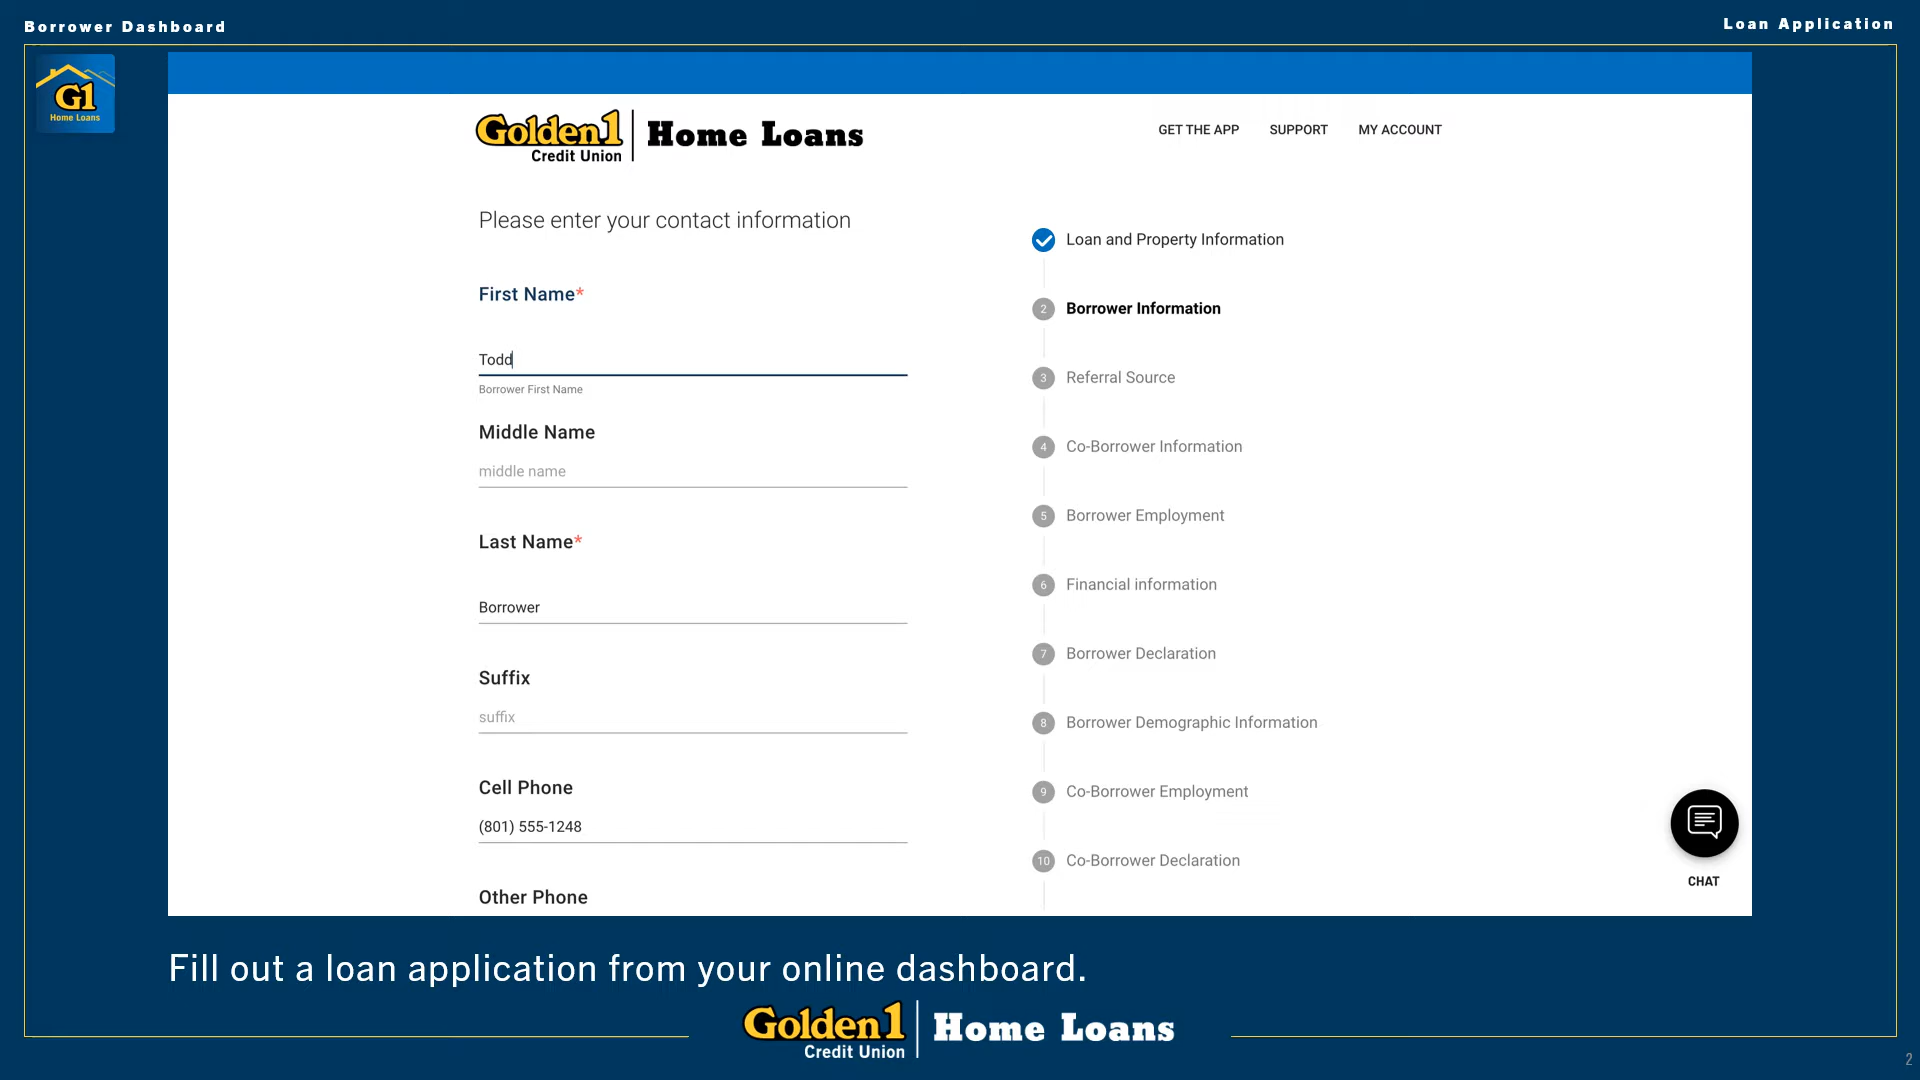 Borrower Dashboard
Loan Application
G1
Home Loans
Golden1
Credit Union
Home Loans
GET THE APP
SUPPORT
MY ACCOUNT
Please enter your contact information
First Name*
Todd
Borrower First Name
Middle Name
middle name
Last Name*
Borrower
Suffix
suffix
Cell Phone
(801) 555-1248
Other Phone
Loan and Property Information
2 Borrower Information
3 Referral Source
4 Co-Borrower Information
5 Borrower Employment
6 Financial information
7 Borrower Declaration
8 Borrower Demographic Information
9 Co-Borrower Employment
10 Co-Borrower Declaration
CHAT
Fill out a loan application from your online dashboard.
Golden1
Credit Union
Home Loans
2